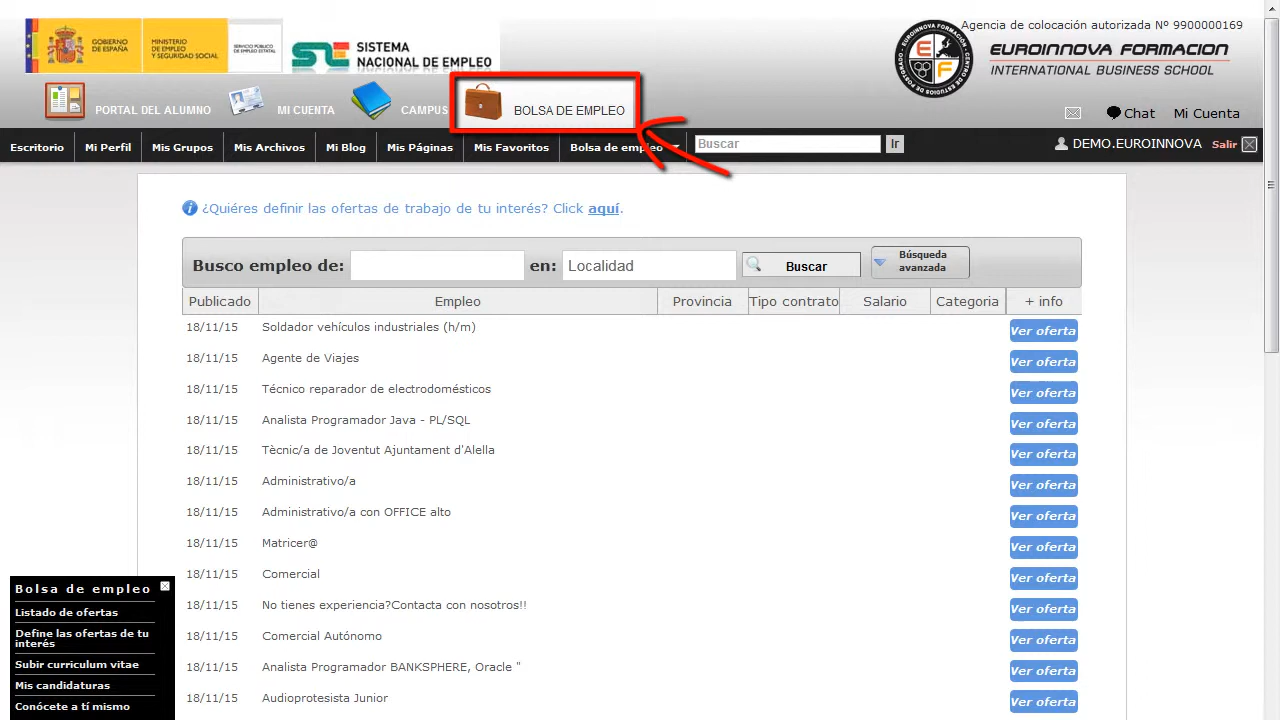 GOBIERNO
DE ESPAÑA
MINISTERIO
DE EMPLEO
Y SEGURIDAD SOCIAL
SERVICIO PÚBLICO
DE EMPLEO ESTATAL
SISTEMA
NACIONAL DE EMPLEO
Agencia de colocación autorizada Nº 9900000169
EUROINNOVA FORMACION
INTERNATIONAL BUSINESS SCHOOL
EUROINNOVA FORMACIÓN
CENTRO DE ESTUDIOS DE POSTGRADO
E
F
PORTAL DEL ALUMNO
MI CUENTA
CAMPUS
BOLSA DE EMPLEO
Chat
Mi Cuenta
Escritorio
Mi Perfil
Mis Grupos
Mis Archivos
Mi Blog
Mis Páginas
Mis Favoritos
Bolsa de empleo
Buscar
Ir
DEMO.EUROINNOVA
Salir
¿Quiéres definir las ofertas de trabajo de tu interés? Click aquí.
Busco empleo de:
en:
Localidad
Buscar
Búsqueda
avanzada
Publicado
Empleo
Provincia
Tipo contrato
Salario
Categoria
+ info
18/11/15 Soldador vehículos industriales (h/m) Ver oferta
18/11/15 Agente de Viajes Ver oferta
18/11/15 Técnico reparador de electrodomésticos Ver oferta
18/11/15 Analista Programador Java - PL/SQL Ver oferta
18/11/15 Tècnic/a de Joventut Ajuntament d'Alella Ver oferta
18/11/15 Administrativo/a Ver oferta
18/11/15 Administrativo/a con OFFICE alto Ver oferta
18/11/15 Matricer@ Ver oferta
18/11/15 Comercial Ver oferta
18/11/15 No tienes experiencia?Contacta con nosotros!! Ver oferta
18/11/15 Comercial Autónomo Ver oferta
18/11/15 Analista Programador BANKSPHERE, Oracle " Ver oferta
18/11/15 Audioprotesista Junior Ver oferta
Bolsa de empleo
Listado de ofertas
Define las ofertas de tu
interés
Subir curriculum vitae
Mis candidaturas
Conócete a tí mismo